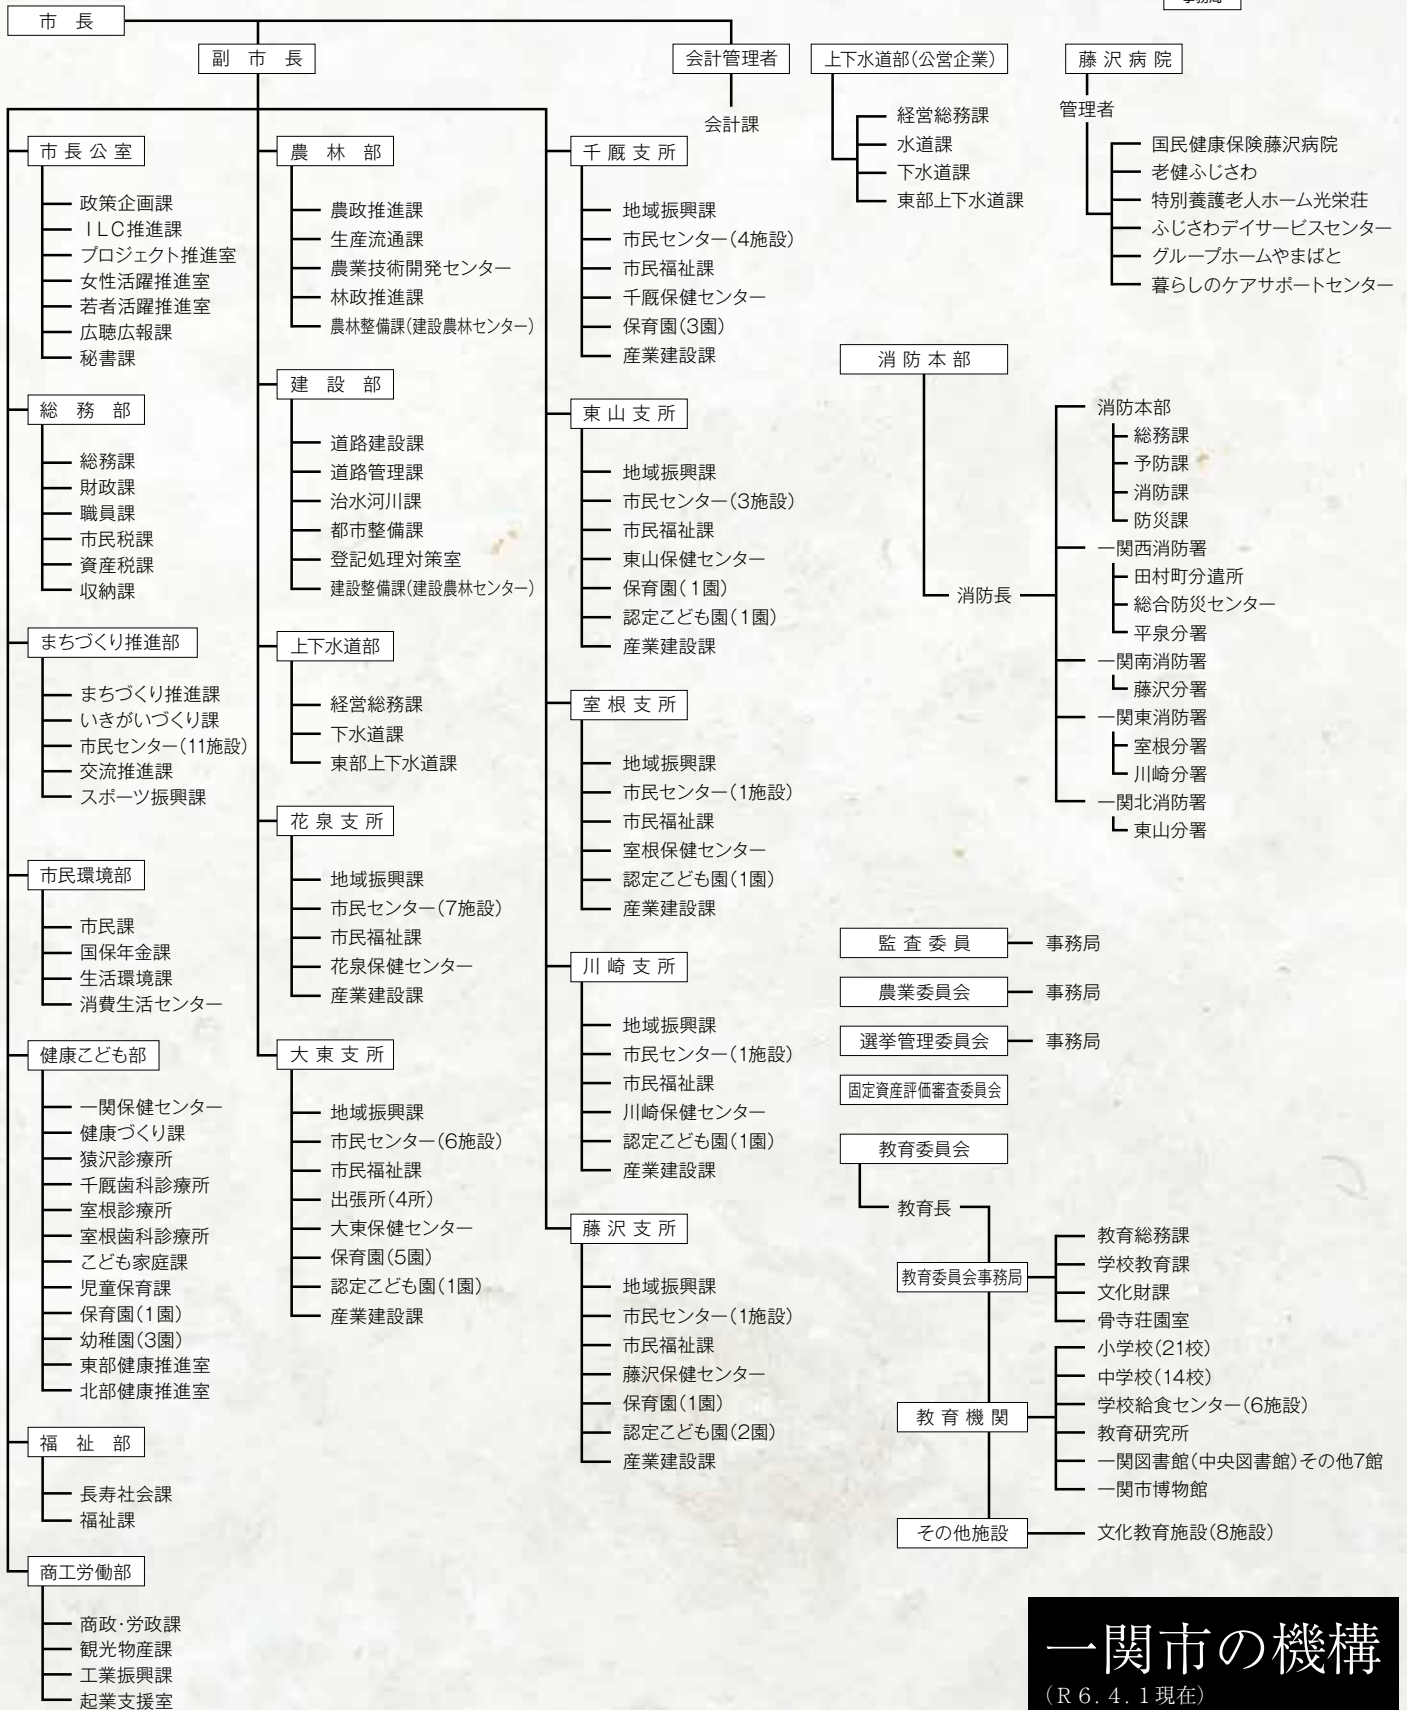 事務局
市長
副市長
会計管理者
会計課
市長公室
政策企画課
ILC推進課
プロジェクト推進室
女性活躍推進室
若者活躍推進室
広聴広報課
秘書課
総務部
総務課
財政課
職員課
市民税課
資産税課
収納課
まちづくり推進部
まちづくり推進課
いきがいづくり課
市民センター(11施設)
交流推進課
スポーツ振興課
市民環境部
市民課
国保年金課
生活環境課
消費生活センター
健康こども部
一関保健センター
健康づくり課
猿沢診療所
千厩歯科診療所
室根診療所
室根歯科診療所
こども家庭課
児童保育課
保育園(1園)
幼稚園(3園)
東部健康推進室
北部健康推進室
福祉部
長寿社会課
福祉課
商工労働部
商政・労政課
観光物産課
工業振興課
起業支援室
農林部
農政推進課
生産流通課
農業技術開発センター
林政推進課
農林整備課(建設農林センター)
建設部
道路建設課
道路管理課
治水河川課
都市整備課
登記処理対策室
建設整備課(建設農林センター)
上下水道部
経営総務課
下水道課
東部上下水道課
花泉支所
地域振興課
市民センター(7施設)
市民福祉課
花泉保健センター
産業建設課
大東支所
地域振興課
市民センター(6施設)
市民福祉課
出張所(4所)
大東保健センター
保育園(5園)
認定こども園(1園)
産業建設課
千厩支所
地域振興課
市民センター(4施設)
市民福祉課
千厩保健センター
保育園(3園)
産業建設課
東山支所
地域振興課
市民センター(3施設)
市民福祉課
東山保健センター
保育園(1園)
認定こども園(1園)
産業建設課
室根支所
地域振興課
市民センター(1施設)
市民福祉課
室根保健センター
認定こども園(1園)
産業建設課
川崎支所
地域振興課
市民センター(1施設)
市民福祉課
川崎保健センター
認定こども園(1園)
産業建設課
藤沢支所
地域振興課
市民センター(1施設)
市民福祉課
藤沢保健センター
保育園(1園)
認定こども園(2園)
産業建設課
上下水道部(公営企業)
経営総務課
水道課
下水道課
東部上下水道課
藤沢病院
管理者
国民健康保険藤沢病院
老健ふじさわ
特別養護老人ホーム光栄荘
ふじさわデイサービスセンター
グループホームやまばと
暮らしのケアサポートセンター
消防本部
消防長
消防本部
総務課
予防課
消防課
防災課
一関西消防署
田村町分遣所
総合防災センター
平泉分署
一関南消防署
藤沢分署
一関東消防署
室根分署
川崎分署
一関北消防署
東山分署
監査委員 事務局
農業委員会 事務局
選挙管理委員会 事務局
固定資産評価審査委員会
教育委員会
教育長
教育委員会事務局
教育総務課
学校教育課
文化財課
骨寺荘園室
教育機関
小学校(21校)
中学校(14校)
学校給食センター(6施設)
教育研究所
一関図書館(中央図書館)その他7館
一関市博物館
その他施設
文化教育施設(8施設)
一関市の機構
(R6.4.1現在)